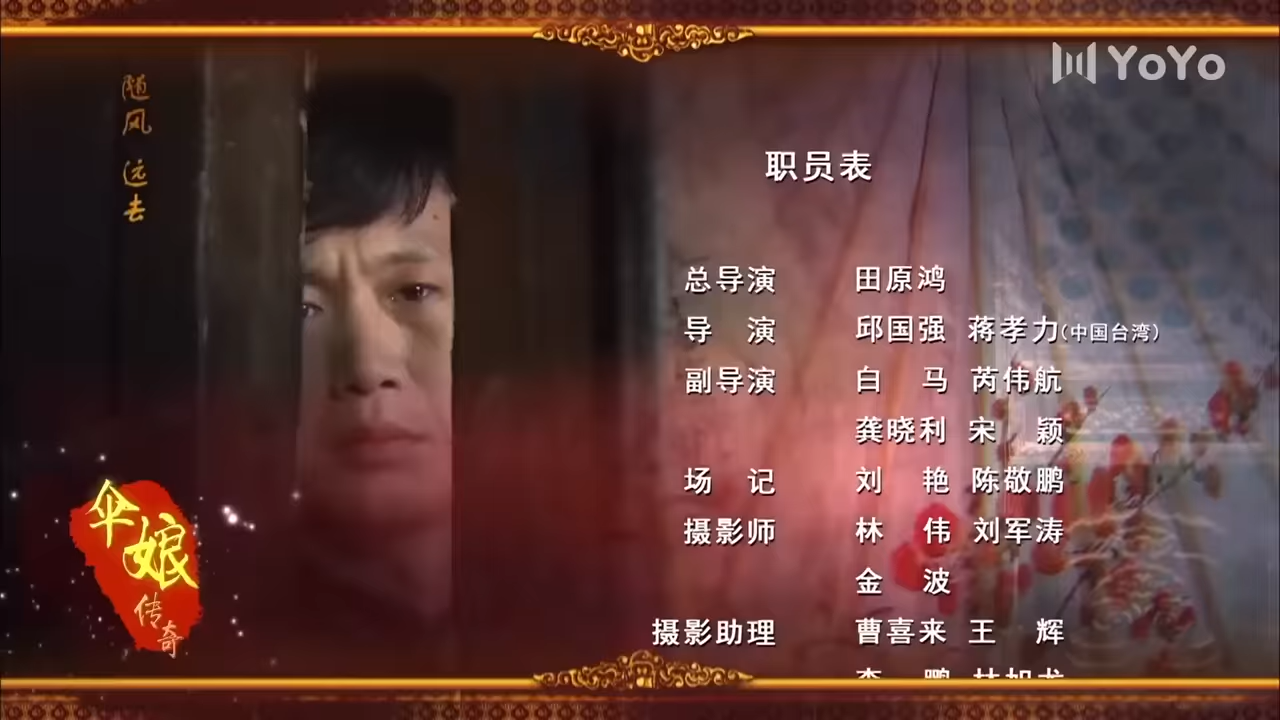 YoYo
随风 远去
职员表
总导演 田原鸿
导 演 邱国强 蒋孝力(中国台湾)
副导演 白 马 芮伟航
龚晓利 宋 颖
场 记 刘 艳 陈敬鹏
摄影师 林 伟 刘军涛
金 波
摄影助理 曹喜来 王 辉
伞娘
传奇